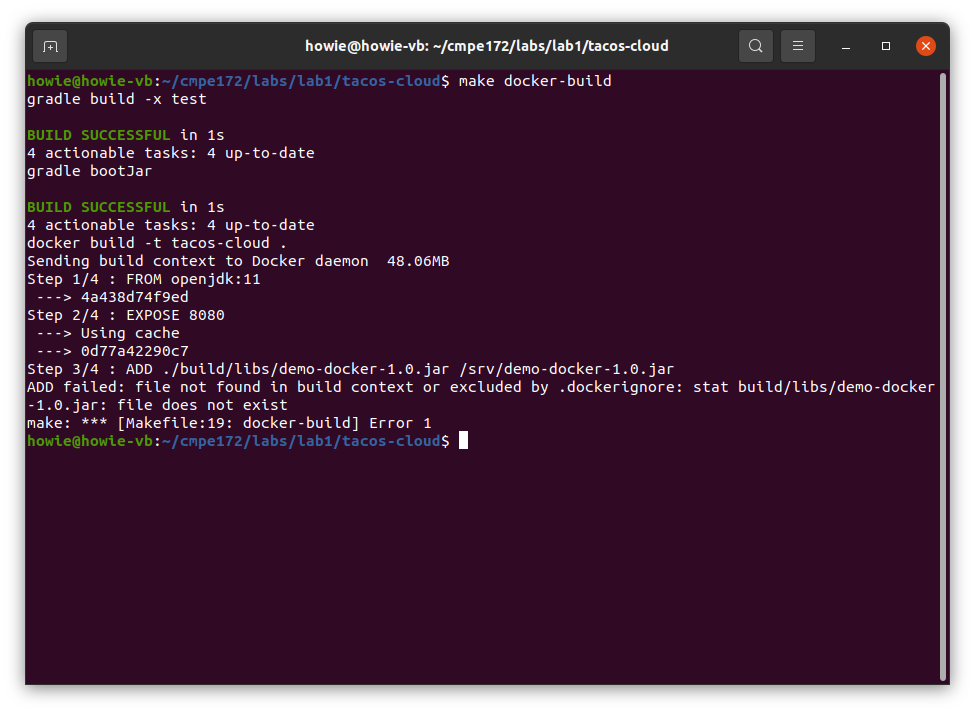 howie@howie-vb: ~/cmpe172/labs/lab1/tacos-cloud
howie@howie-vb:~/cmpe172/labs/lab1/tacos-cloud$ make docker-build
gradle build -x test
BUILD SUCCESSFUL in 1s
4 actionable tasks: 4 up-to-date
gradle bootJar
BUILD SUCCESSFUL in 1s
4 actionable tasks: 4 up-to-date
docker build -t tacos-cloud .
Sending build context to Docker daemon  48.06MB
Step 1/4 : FROM openjdk:11
 ---> 4a438d74f9ed
Step 2/4 : EXPOSE 8080
 ---> Using cache
 ---> 0d77a42290c7
Step 3/4 : ADD ./build/libs/demo-docker-1.0.jar /srv/demo-docker-1.0.jar
ADD failed: file not found in build context or excluded by .dockerignore: stat build/libs/demo-docker
-1.0.jar: file does not exist
make: *** [Makefile:19: docker-build] Error 1
howie@howie-vb:~/cmpe172/labs/lab1/tacos-cloud$